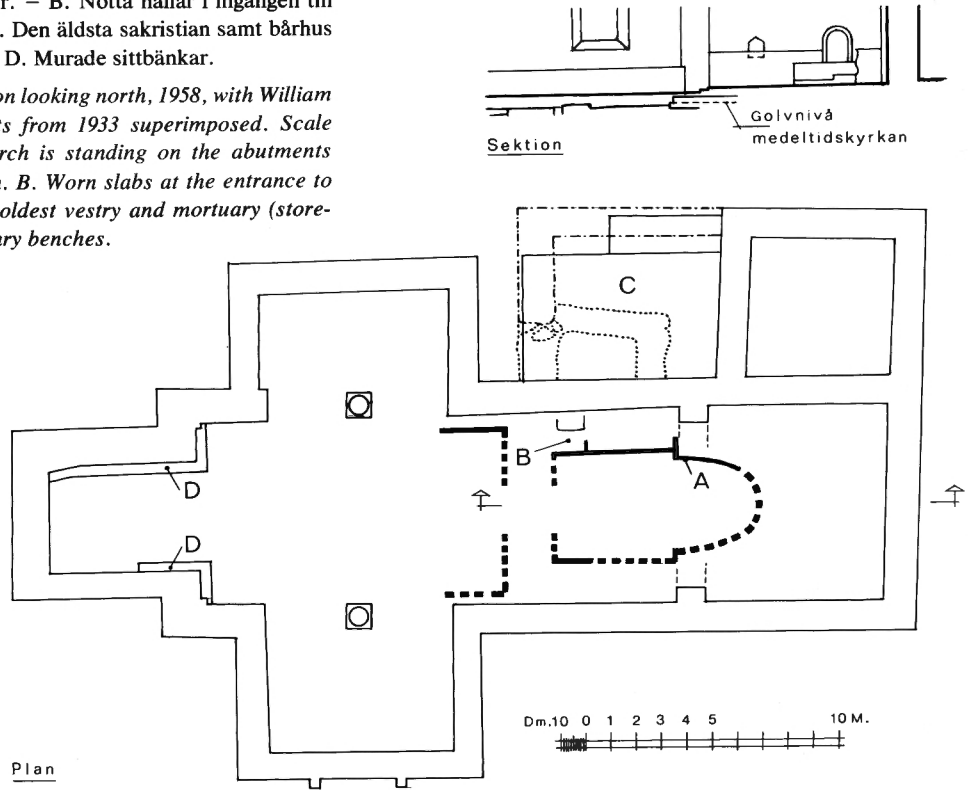 B. Nötta hällar i ingången till
. Den äldsta sakristian samt bårhus
D. Murade sittbänkar.
on looking north, 1958, with William
ts from 1933 superimposed. Scale
rch is standing on the abutments
. B. Worn slabs at the entrance to
oldest vestry and mortuary (store-
ry benches.
Sektion
Golvnivå
medeltidskyrkan
C
B
A
D
D
Dm.10 0 1 2 3 4 5 10 M.
Plan